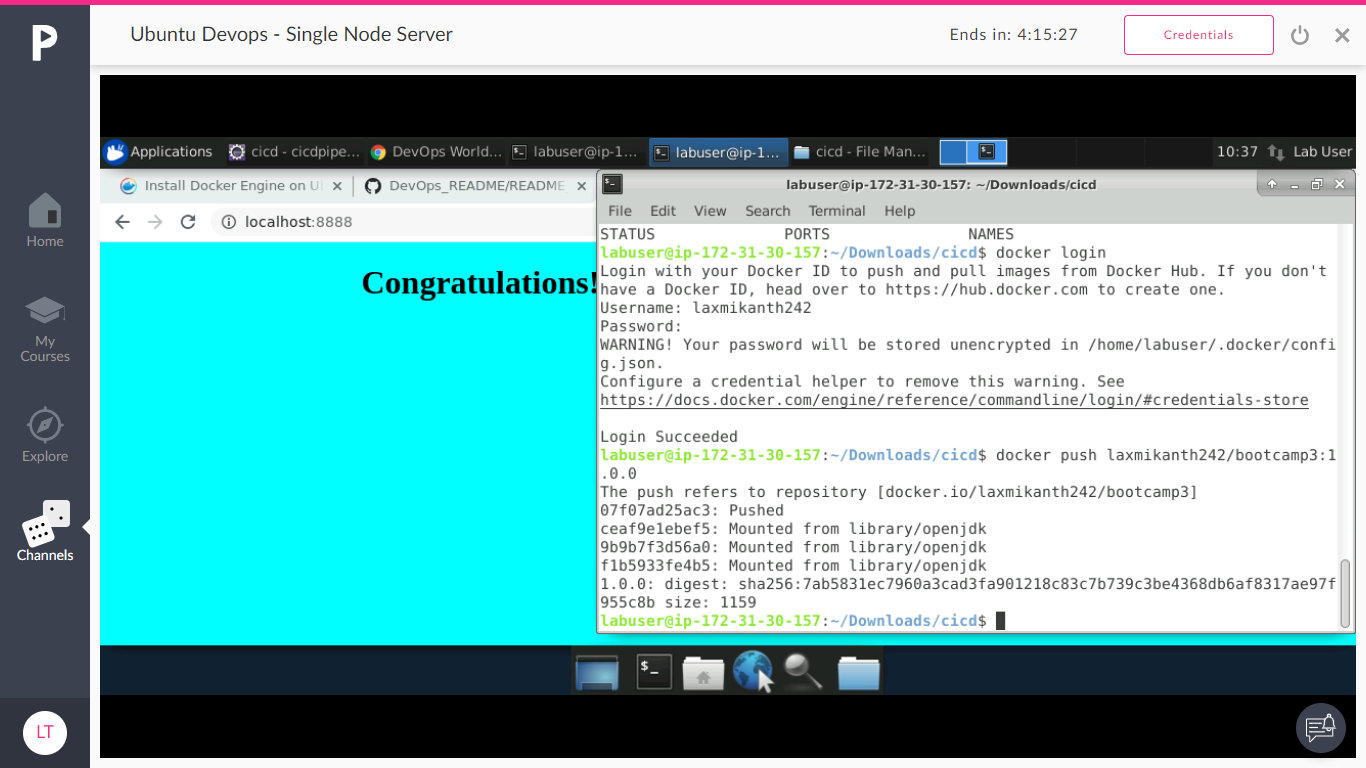 Ubuntu Devops - Single Node Server
Ends in: 4:15:27
Credentials
Home
My
Courses
Explore
Channels
LT
Applications
cicd - cicdpipe...
DevOps World...
labuser@ip-1...
labuser@ip-1...
cicd - File Man...
10:37
Lab User
Install Docker Engine on U
DevOps_README/README
localhost:8888
Congratulations!
labuser@ip-172-31-30-157: ~/Downloads/cicd
File Edit View Search Terminal Help
STATUS PORTS NAMES
labuser@ip-172-31-30-157:~/Downloads/cicd$ docker login
Login with your Docker ID to push and pull images from Docker Hub. If you don't
have a Docker ID, head over to https://hub.docker.com to create one.
Username: laxmikanth242
Password:
WARNING! Your password will be stored unencrypted in /home/labuser/.docker/confi
g.json.
Configure a credential helper to remove this warning. See
https://docs.docker.com/engine/reference/commandline/login/#credentials-store
Login Succeeded
labuser@ip-172-31-30-157:~/Downloads/cicd$ docker push laxmikanth242/bootcamp3:1
.0.0
The push refers to repository [docker.io/laxmikanth242/bootcamp3]
07f07ad25ac3: Pushed
ceaf9e1ebef5: Mounted from library/openjdk
9b9b7f3d56a0: Mounted from library/openjdk
f1b5933fe4b5: Mounted from library/openjdk
1.0.0: digest: sha256:7ab5831ec7960a3cad3fa901218c83c7b739c3be4368db6af8317ae97f
955c8b size: 1159
labuser@ip-172-31-30-157:~/Downloads/cicd$